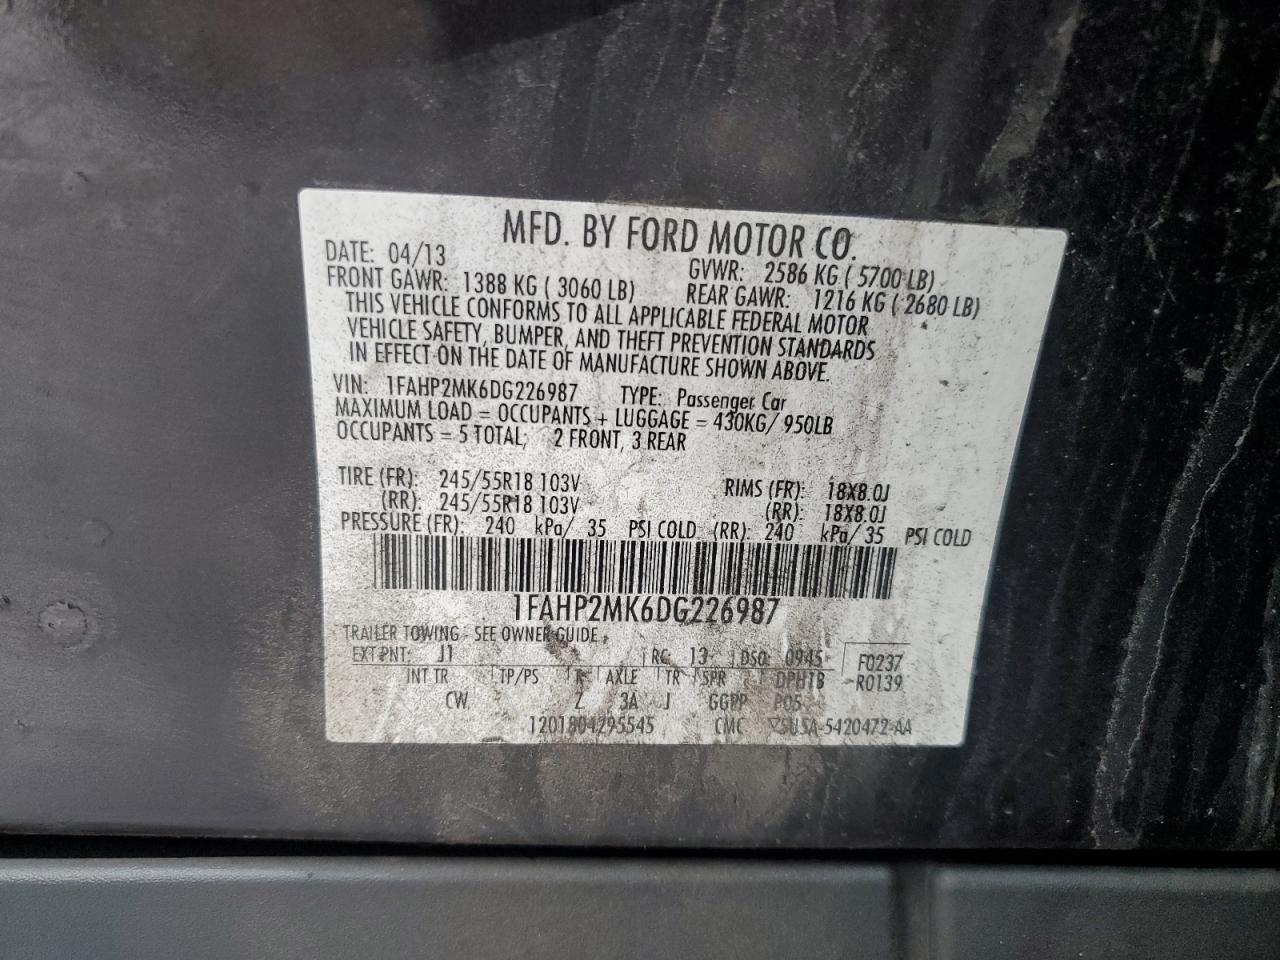 MFD. BY FORD MOTOR CO.
DATE: 04/13 GVWR: 2586 KG ( 5700 LB)
FRONT GAWR: 1388 KG ( 3060 LB) REAR GAWR: 1216 KG ( 2680 LB)
THIS VEHICLE CONFORMS TO ALL APPLICABLE FEDERAL MOTOR
VEHICLE SAFETY, BUMPER, AND THEFT PREVENTION STANDARDS
IN EFFECT ON THE DATE OF MANUFACTURE SHOWN ABOVE.
VIN: 1FAHP2MK6DG226987 TYPE: Passenger Car
MAXIMUM LOAD = OCCUPANTS + LUGGAGE = 430KG/ 950LB
OCCUPANTS = 5 TOTAL, 2 FRONT, 3 REAR
TIRE (FR): 245/55R18 103V RIMS (FR): 18X8.0J
(RR): 245/55R18 103V (RR): 18X8.0J
PRESSURE (FR): 240 kPa/ 35 PSI COLD (RR): 240 kPa/ 35 PSI COLD
1FAHP2MK6DG226987
TRAILER TOWING - SEE OWNER GUIDE
EXT PNT: J1 RC: 13 DSO: 0945 F0237
INT TR TP/PS R AXLE TR SPR R0139
CW 3A J GGPP
1201804295545 CMC